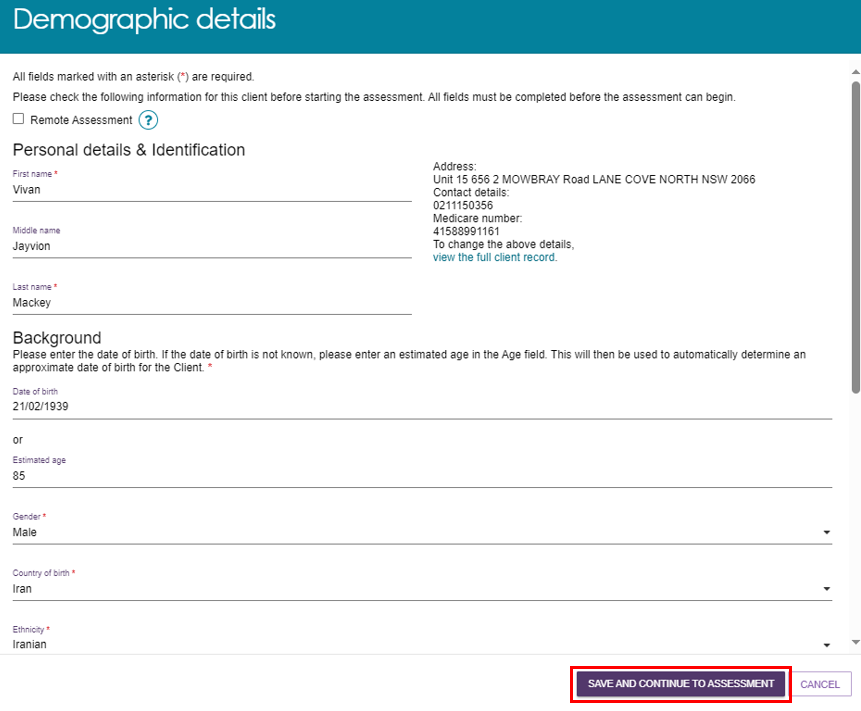 Demographic details
All fields marked with an asterisk (*) are required.
Please check the following information for this client before starting the assessment. All fields must be completed before the assessment can begin.
Remote Assessment ?
Personal details & Identification
First name *
Vivan
Middle name
Jayvion
Last name *
Mackey
Address:
Unit 15 656 2 MOWBRAY Road LANE COVE NORTH NSW 2066
Contact details:
0211150356
Medicare number:
41588991161
To change the above details,
view the full client record.
Background
Please enter the date of birth. If the date of birth is not known, please enter an estimated age in the Age field. This will then be used to automatically determine an
approximate date of birth for the Client. *
Date of birth
21/02/1939
or
Estimated age
85
Gender *
Male
Country of birth *
Iran
Ethnicity *
Iranian
SAVE AND CONTINUE TO ASSESSMENT
CANCEL